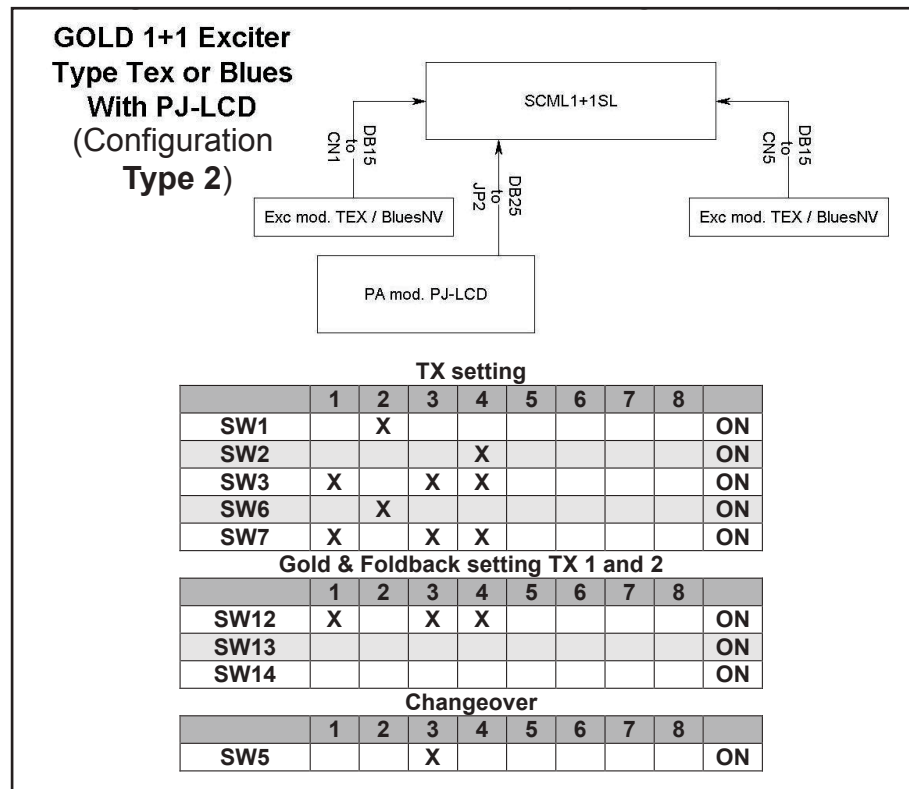 GOLD 1+1 Exciter
Type Tex or Blues
With PJ-LCD
(Configuration
Type 2)
SCML1+1SL
DB15
to
CN1
DB25
to
JP2
DB15
to
CN5
Exc mod. TEX / BluesNV
Exc mod. TEX / BluesNV
PA mod. PJ-LCD
TX setting
1 2 3 4 5 6 7 8
SW1 X ON
SW2 X ON
SW3 X X X ON
SW6 X ON
SW7 X X X ON
Gold & Foldback setting TX 1 and 2
1 2 3 4 5 6 7 8
SW12 X X X ON
SW13 ON
SW14 ON
Changeover
1 2 3 4 5 6 7 8
SW5 X ON